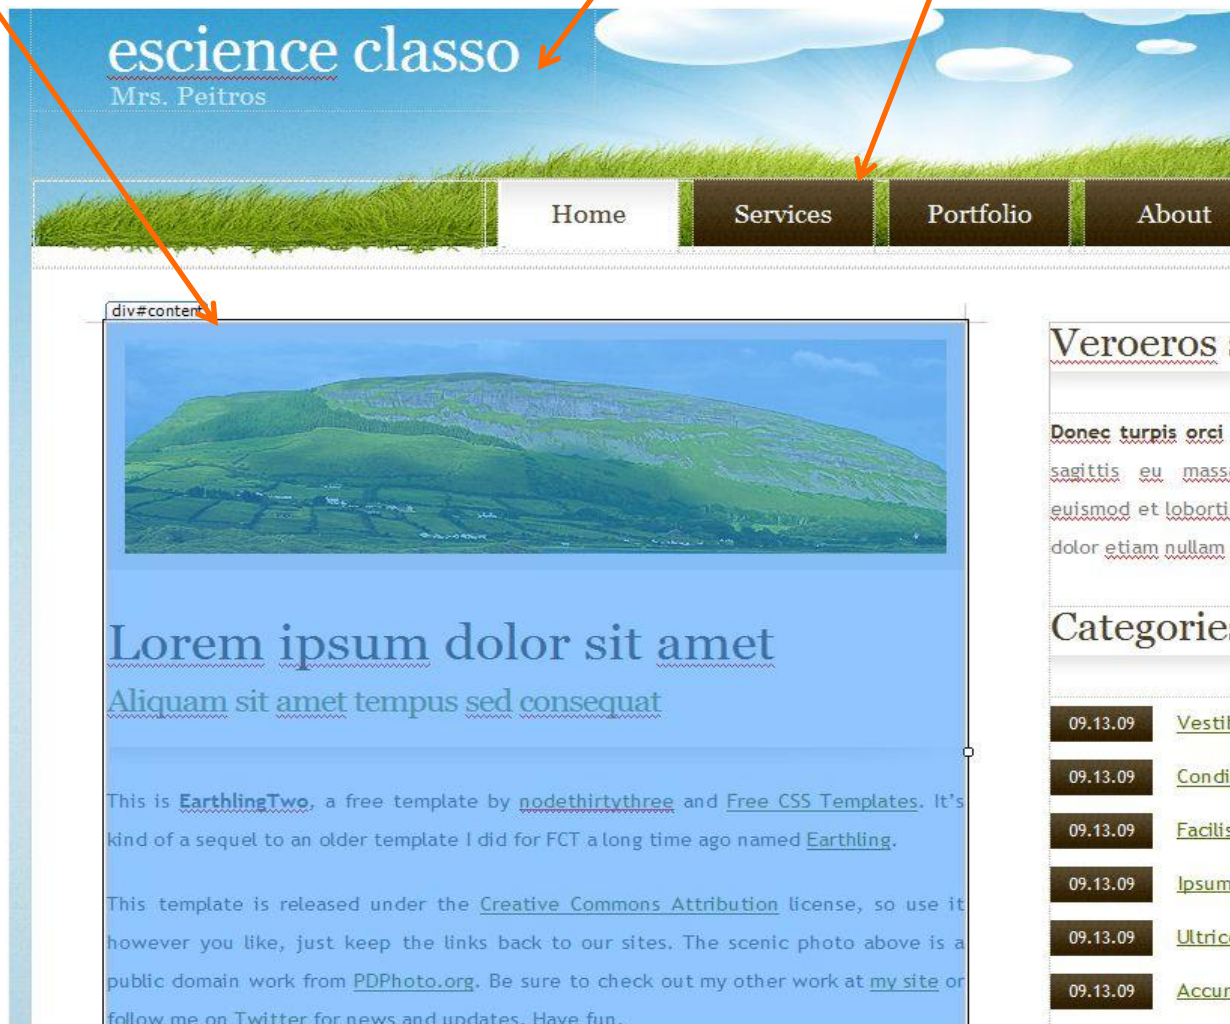 escience classo
Mrs. Peitros
Home Services Portfolio About
div#content
Lorem ipsum dolor sit amet
Aliquam sit amet tempus sed consequat
This is EarthlingTwo, a free template by nodethirtythree and Free CSS Templates. It’s
kind of a sequel to an older template I did for FCT a long time ago named Earthling.
This template is released under the Creative Commons Attribution license, so use it
however you like, just keep the links back to our sites. The scenic photo above is a
public domain work from PDPhoto.org. Be sure to check out my other work at my site or
follow me on Twitter for news and updates. Have fun.
Veroeros
Donec turpis orci
sagittis eu
euismod et
dolor etiam nullam
09.13.09
09.13.09
09.13.09
09.13.09 Ipsum
09.13.09
09.13.09